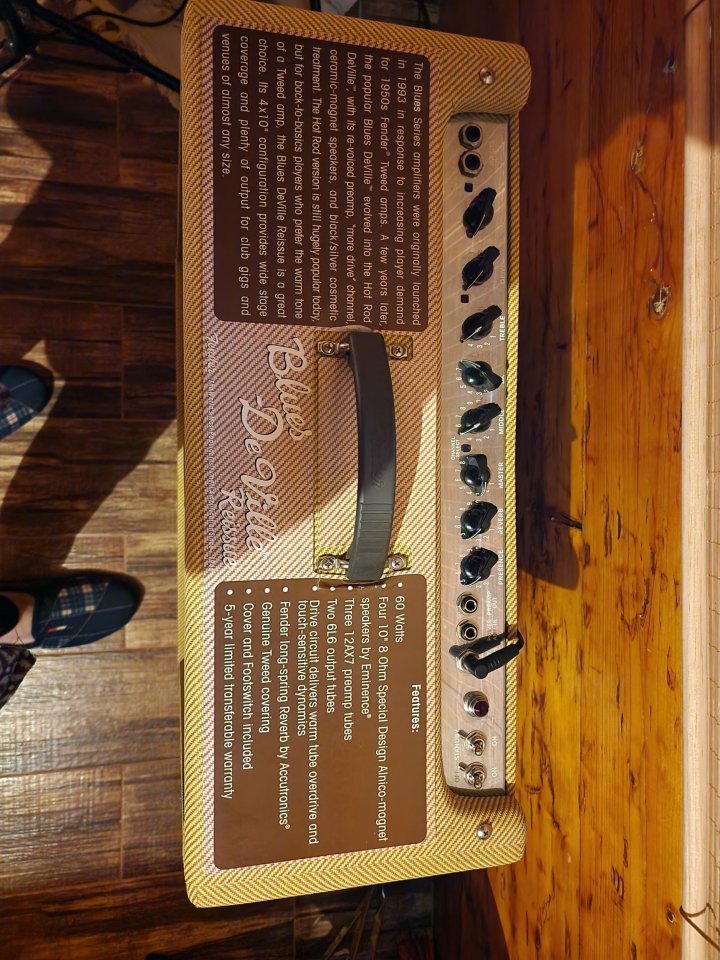 The Blues Series amplifiers were originally launched
in 1993 in response to increasing player demand
for 1950s Fender® Tweed amps. A few years later,
the popular Blues DeVille™ evolved into the Hot Rod
DeVille™, with its re-voiced preamp, "more drive" channel
ceramic-magnet speakers, and black/silver cosmetic
treatment. The Hot Rod version is still hugely popular today,
but for back-to-basics players who prefer the warm tone
of a Tweed amp, the Blues DeVille Reissue is a great
choice. Its 4x10" configuration provides wide stage
coverage and plenty of output for club gigs and
venues of almost any size.
Blues
DeVille
Reissue
Features:
• 60 Watts
• Four 10" 8 Ohm Special Design Alnico-magnet
speakers by Eminence®
• Three 12AX7 preamp tubes
• Two 6L6 output tubes
• Drive circuit delivers warm tube overdrive and
touch-sensitive dynamics
• Fender long-spring Reverb by Accutronics®
• Genuine Tweed covering
• Cover and Footswitch included
• 5-year limited transferable warranty
TREBLE
MIDDLE
MASTER
REVERB
PRESENCE
CHANNEL
ON
ON